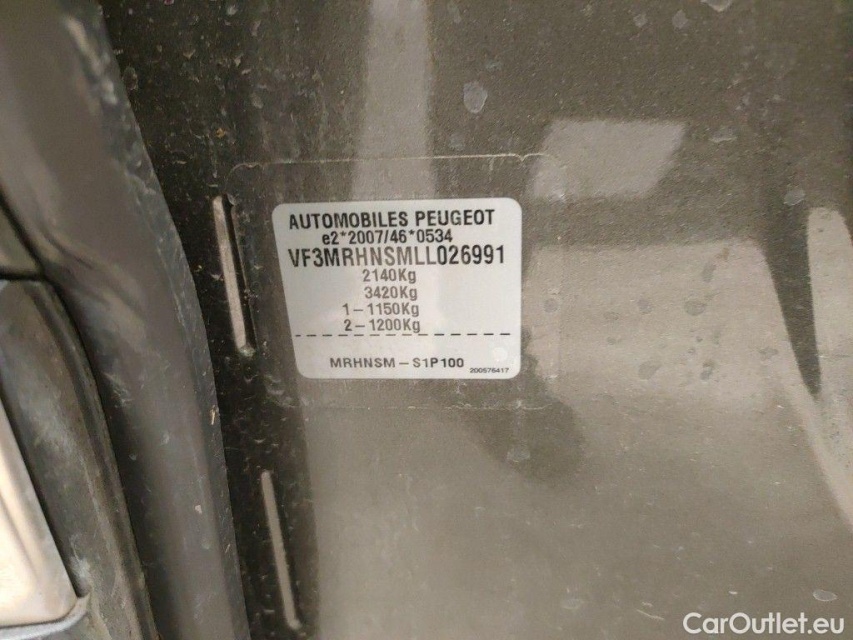 AUTOMOBILES PEUGEOT
e2*2007/46*0534
VF3MRHNSMLL026991
2140Kg
3420Kg
1-1150Kg
2-1200Kg
MRHNSM-S1P100
200576417
CarOutlet.eu